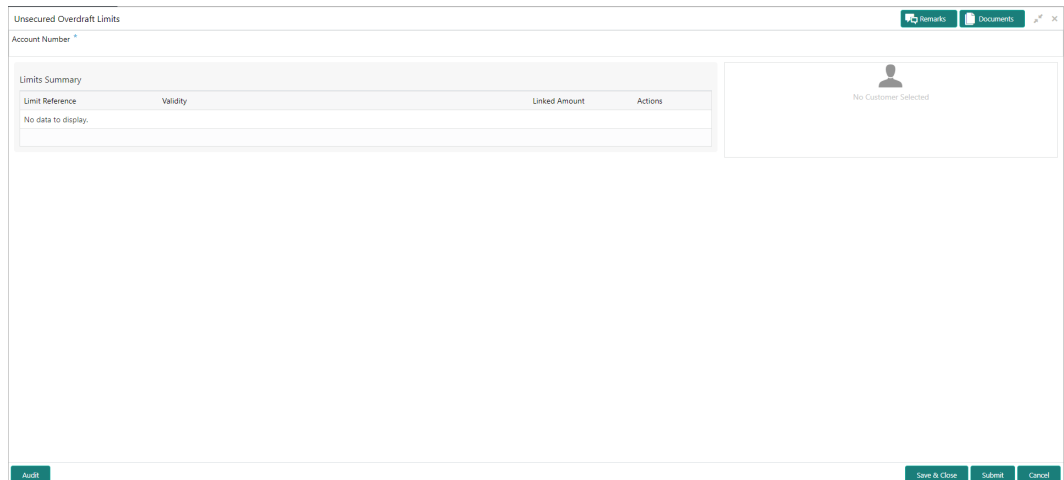 Unsecured Overdraft Limits Remarks Documents
Account Number *
Limits Summary
No Customer Selected
Limit Reference Validity Linked Amount Actions
No data to display.
Audit Save & Close Submit Cancel